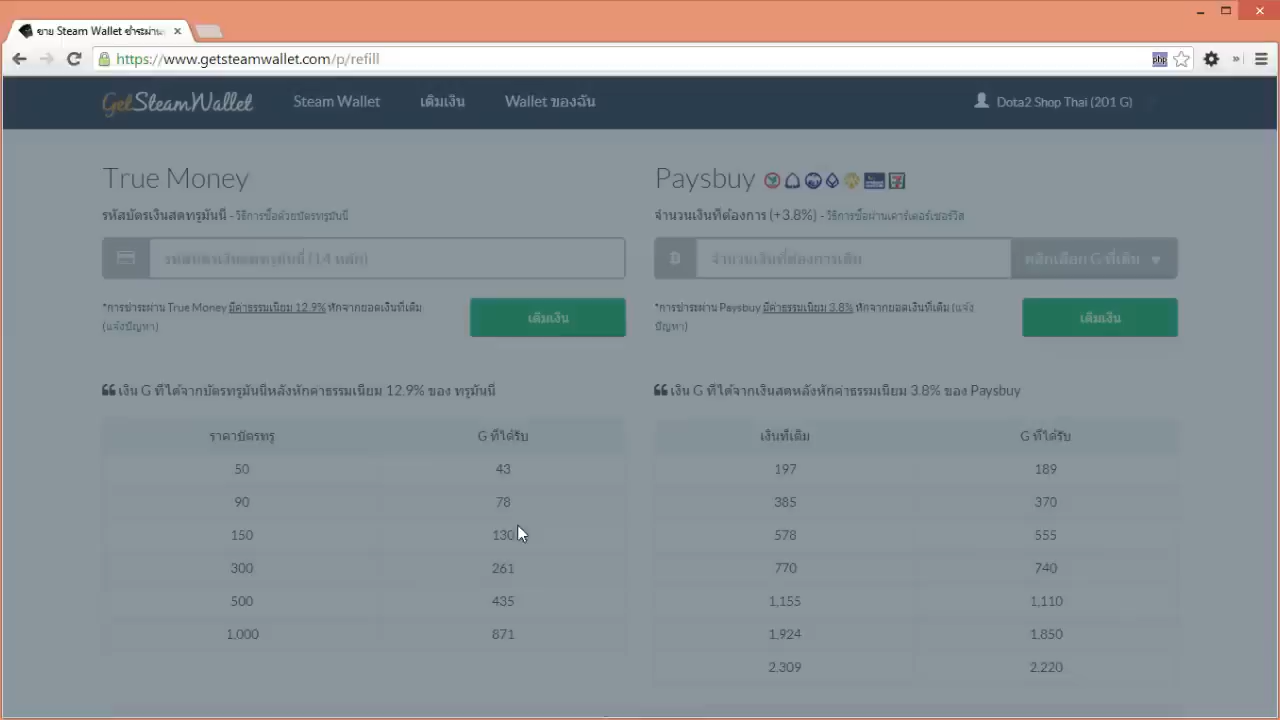 ขาย Steam Wallet ชำระผ่าน
https://www.getsteamwallet.com/p/refill
GetSteamWallet
Steam Wallet
เติมเงิน
Wallet ของฉัน
Dota2 Shop Thai (201 G)
True Money
รหัสบัตรเงินสดทรูมันนี่ - วิธีการซื้อด้วยบัตรทรูมันนี่
รหัสบัตรเงินสดทรูมันนี่ (14 หลัก)
*การชำระผ่าน True Money มีค่าธรรมเนียม 12.9% หักจากยอดเงินที่เติม
(แจ้งปัญหา)
เติมเงิน
❝ เงิน G ที่ได้จากบัตรทรูมันนี่หลังหักค่าธรรมเนียม 12.9% ของ ทรูมันนี่
ราคาบัตรทรู G ที่ได้รับ
50 43
90 78
150 130
300 261
500 435
1,000 871
Paysbuy
จำนวนเงินที่ต้องการ (+3.8%) - วิธีการซื้อผ่านเคาร์เตอร์เซอร์วิส
จำนวนเงินที่ต้องการเติม
คลิกเลือก G ที่เติม
*การชำระผ่าน Paysbuy มีค่าธรรมเนียม 3.8% หักจากยอดเงินที่เติม (แจ้ง
ปัญหา)
เติมเงิน
❝ เงิน G ที่ได้จากเงินสดหลังหักค่าธรรมเนียม 3.8% ของ Paysbuy
เงินที่เติม G ที่ได้รับ
197 189
385 370
578 555
770 740
1,155 1,110
1,924 1,850
2,309 2,220